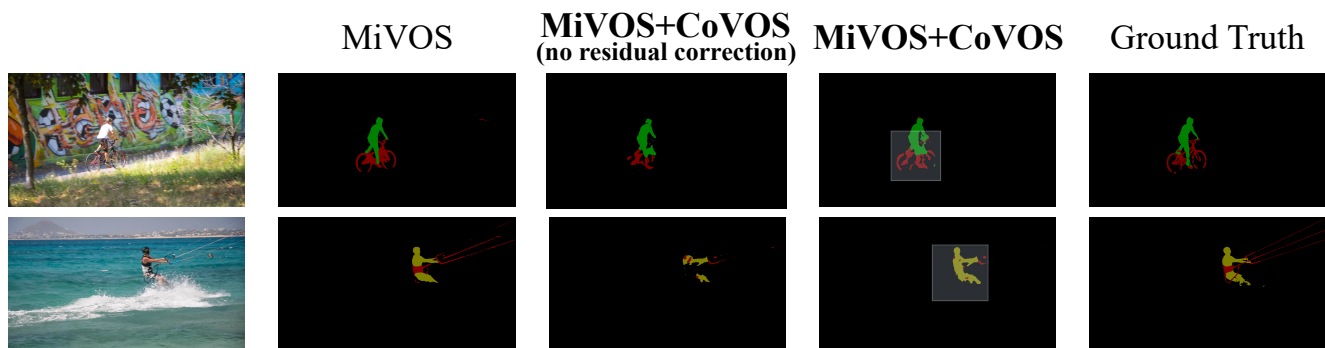 MiVOS
MiVOS+CoVOS
(no residual correction)
MiVOS+CoVOS
Ground Truth